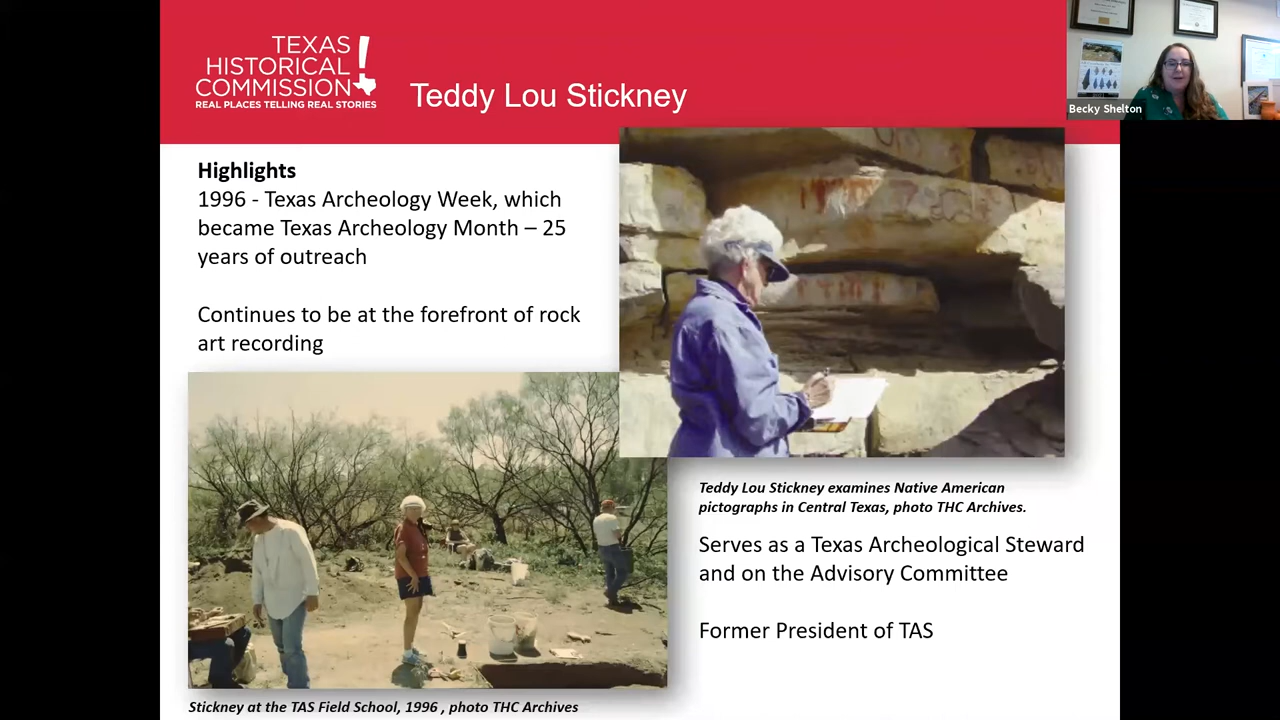 TEXAS
HISTORICAL
COMMISSION
REAL PLACES TELLING REAL STORIES
Teddy Lou Stickney
Becky Shelton
Highlights
1996 - Texas Archeology Week, which
became Texas Archeology Month – 25
years of outreach
Continues to be at the forefront of rock
art recording
Teddy Lou Stickney examines Native American
pictographs in Central Texas, photo THC Archives.
Serves as a Texas Archeological Steward
and on the Advisory Committee
Former President of TAS
Stickney at the TAS Field School, 1996 , photo THC Archives